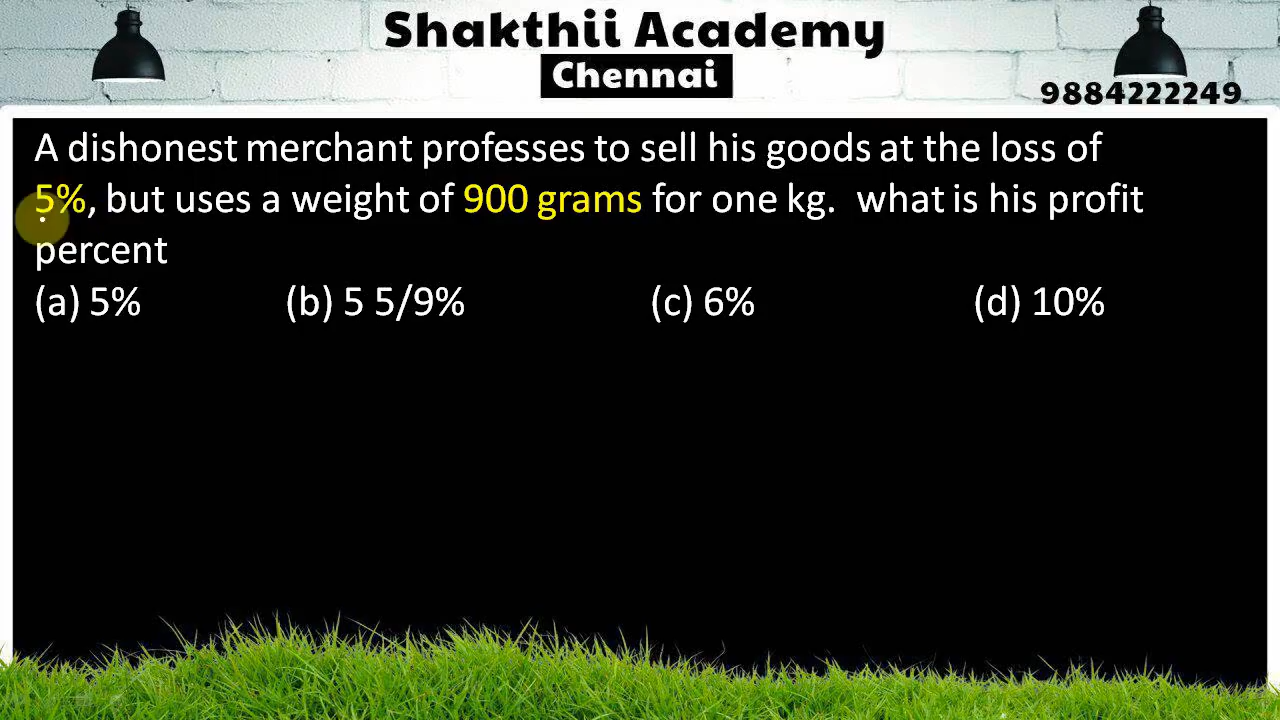 Shakthii Academy
Chennai
9884222249
A dishonest merchant professes to sell his goods at the loss of
5%, but uses a weight of 900 grams for one kg. what is his profit
percent
(a) 5% (b) 5 5/9% (c) 6% (d) 10%